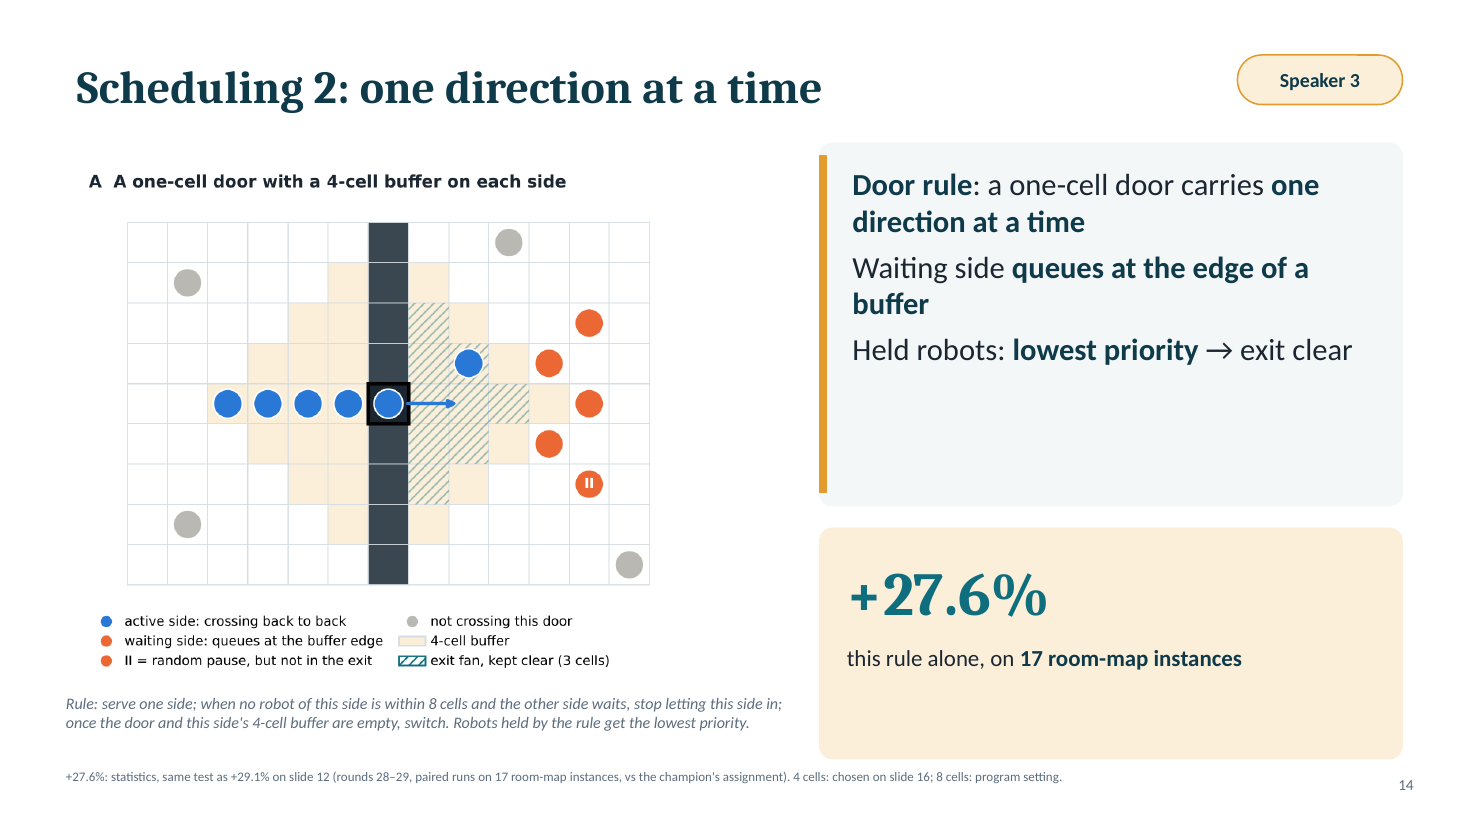 Scheduling 2: one direction at a time
Speaker 3
A A one-cell door with a 4-cell buffer on each side
II
active side: crossing back to back
waiting side: queues at the buffer edge
II = random pause, but not in the exit
not crossing this door
4-cell buffer
exit fan, kept clear (3 cells)
Rule: serve one side; when no robot of this side is within 8 cells and the other side waits, stop letting this side in;
once the door and this side's 4-cell buffer are empty, switch. Robots held by the rule get the lowest priority.
Door rule: a one-cell door carries one
direction at a time
Waiting side queues at the edge of a
buffer
Held robots: lowest priority → exit clear
+27.6%
this rule alone, on 17 room-map instances
+27.6%: statistics, same test as +29.1% on slide 12 (rounds 28–29, paired runs on 17 room-map instances, vs the champion's assignment). 4 cells: chosen on slide 16; 8 cells: program setting.
14